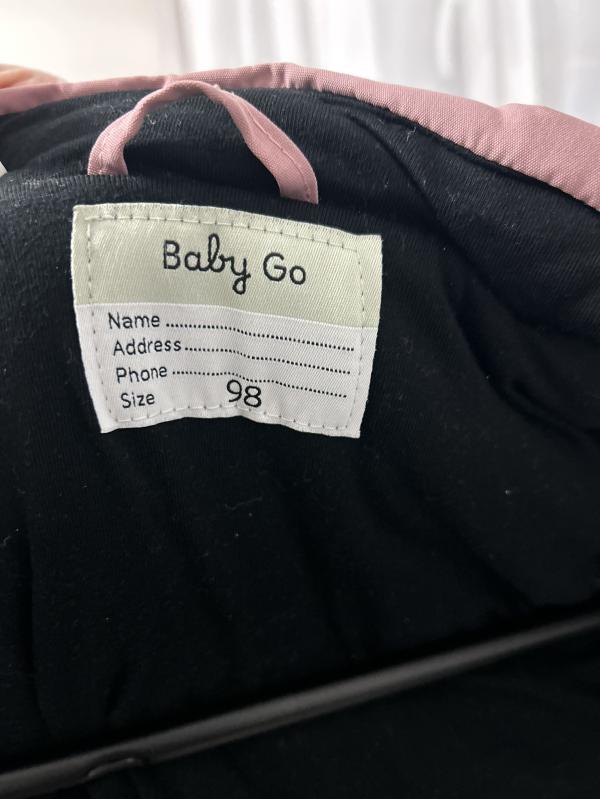 Baby Go
Name ........................................
Address....................................
Phone ......................................
Size 98